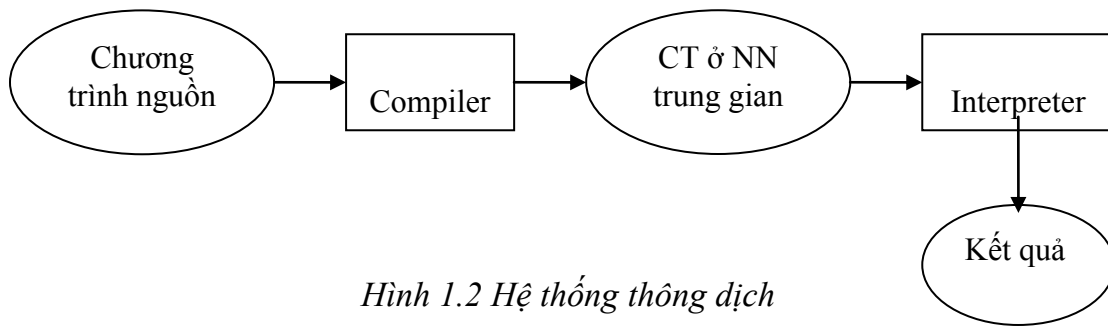 Chương
trình nguồn
Compiler
CT ở NN
trung gian
Interpreter
Kết quả
Hình 1.2 Hệ thống thông dịch